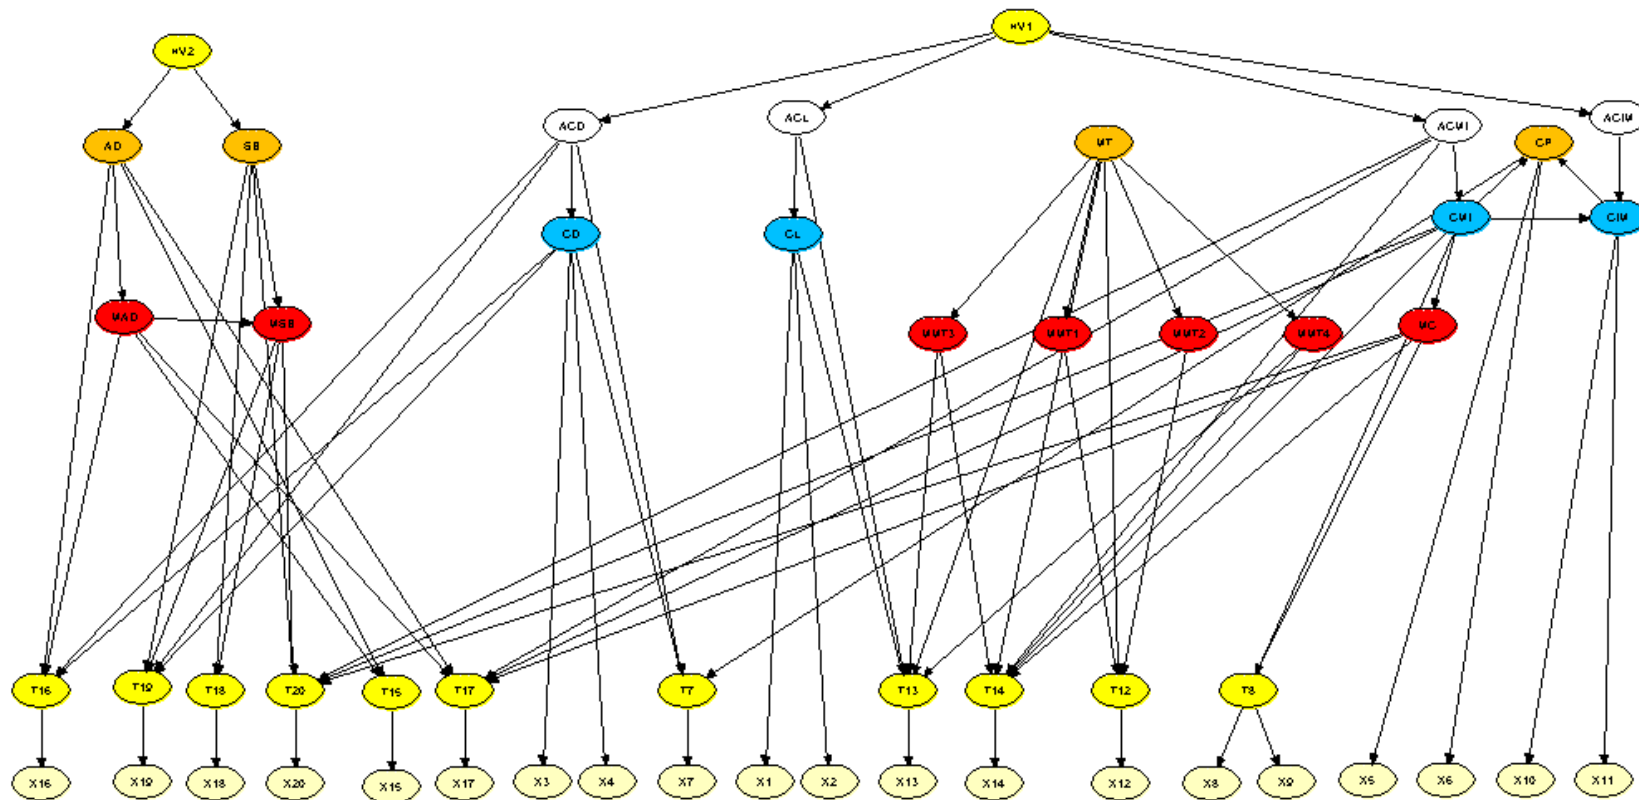 HV1
HV2
ACL
ACIM
ACD
ACMI
AD
SB
MT
CP
CD
CL
CMI
CIM
MAD
MSB
MMT3
MMT1
MMT2
MMT4
MC
T16
T19
T18
T20
T15
T17
T7
T13
T14
T12
T8
X16
X19
X18
X20
X15
X17
X3
X4
X7
X1
X2
X13
X14
X12
X8
X9
X5
X6
X10
X11